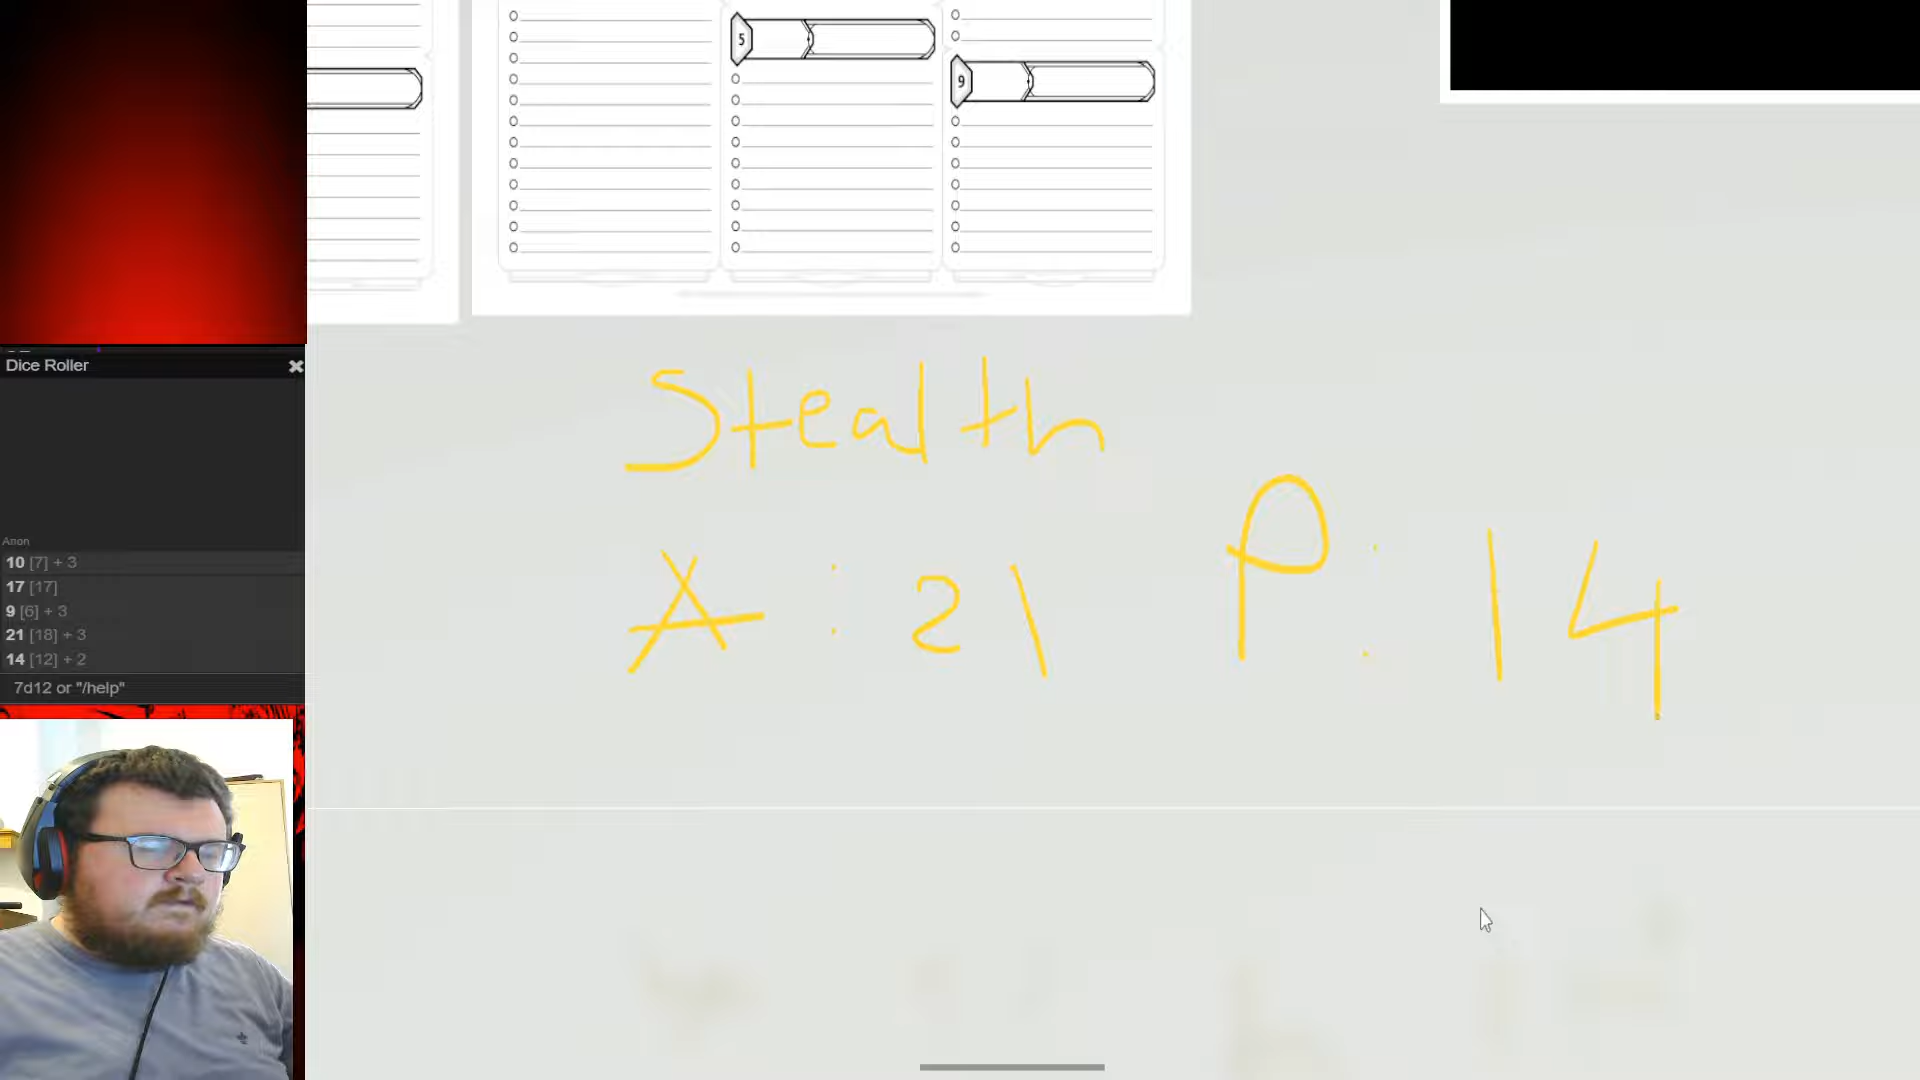 5
9
Dice Roller
Stealth
A : 21 P : 14
Anon
10 [7] + 3
17 [17]
9 [6] + 3
21 [18] + 3
14 [12] + 2
7d12 or "/help"